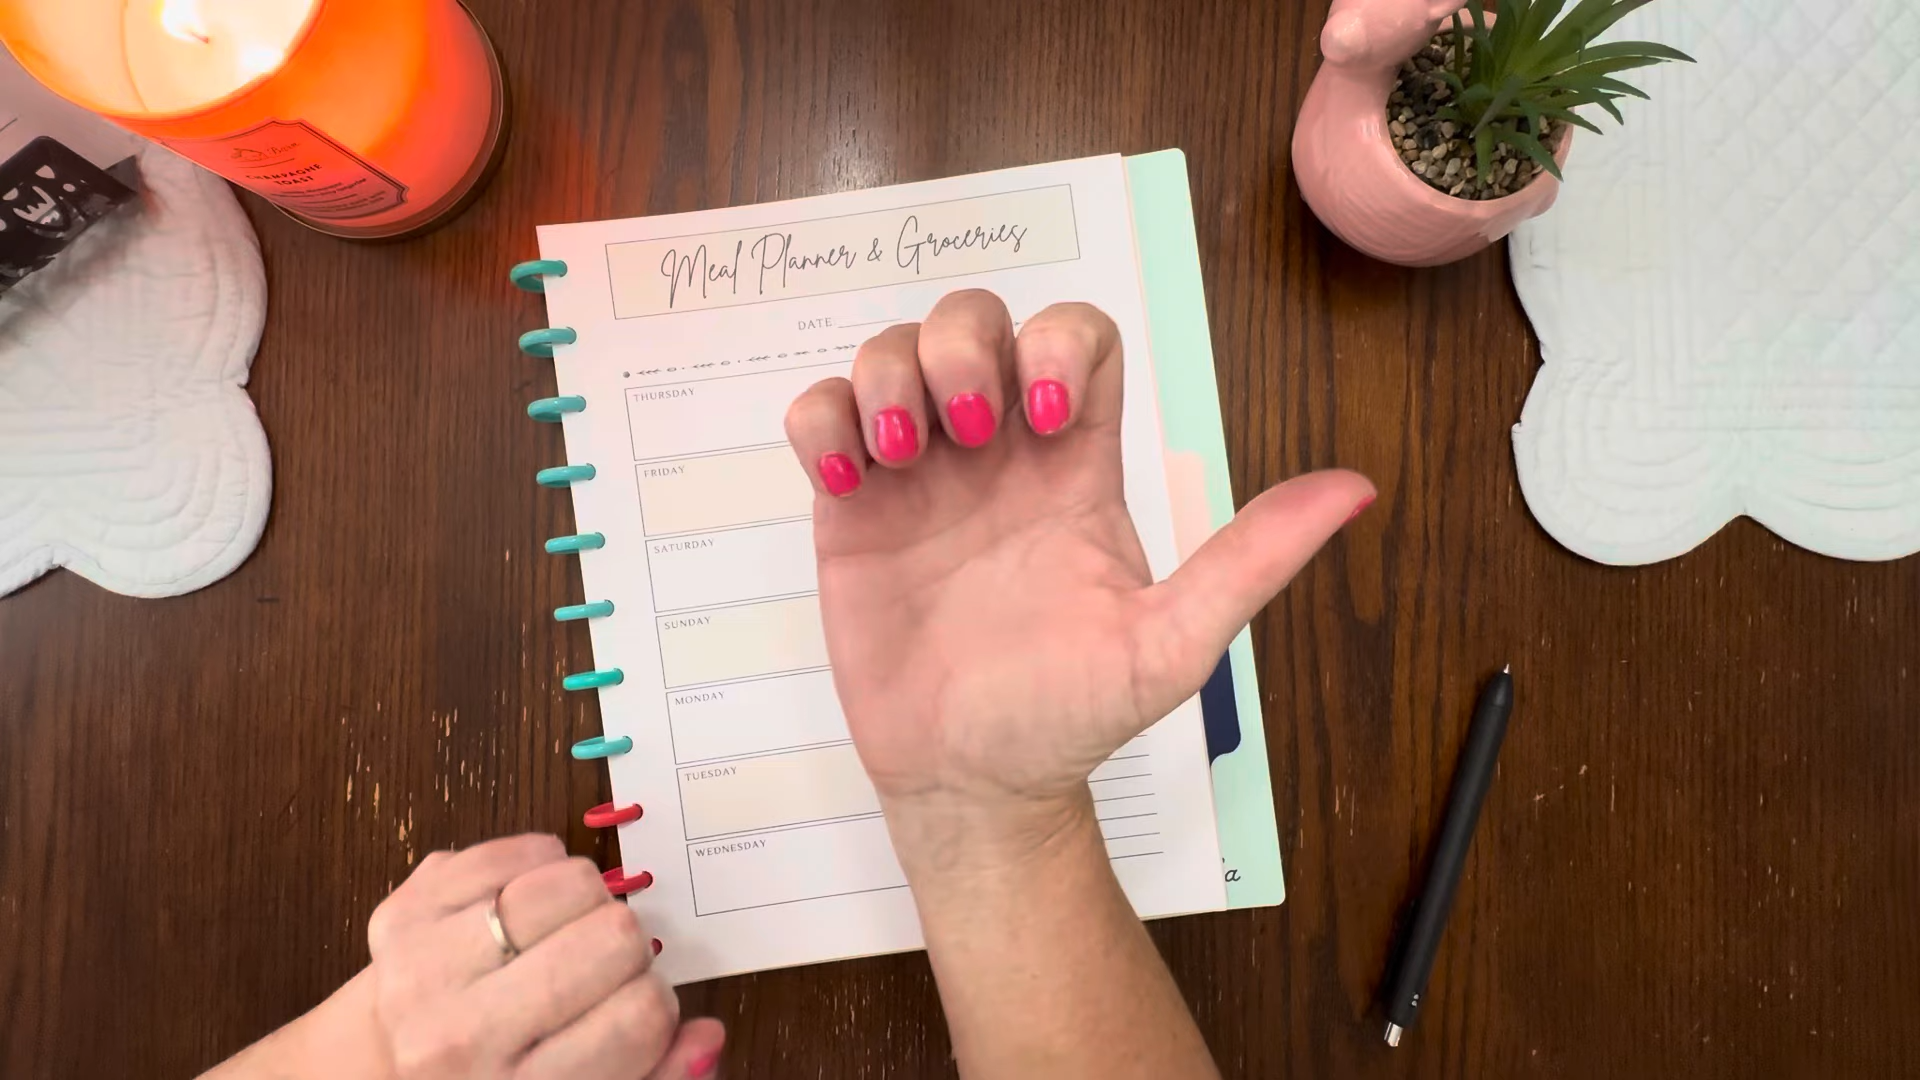 CHAMPAGNE
TOAST
Meal Planner & Groceries
DATE
THURSDAY
FRIDAY
SATURDAY
SUNDAY
MONDAY
TUESDAY
WEDNESDAY